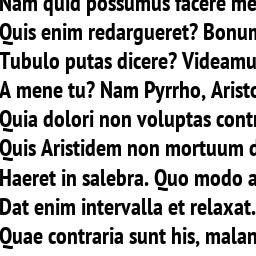 Nam quid possumus facere me
Quis enim redargueret? Bonum
Tubulo putas dicere? Videamu
A mene tu? Nam Pyrrho, Aristo
Quia dolori non voluptas contr
Quis Aristidem non mortuum d
Haeret in salebra. Quo modo a
Dat enim intervalla et relaxat.
Quae contraria sunt his, malan